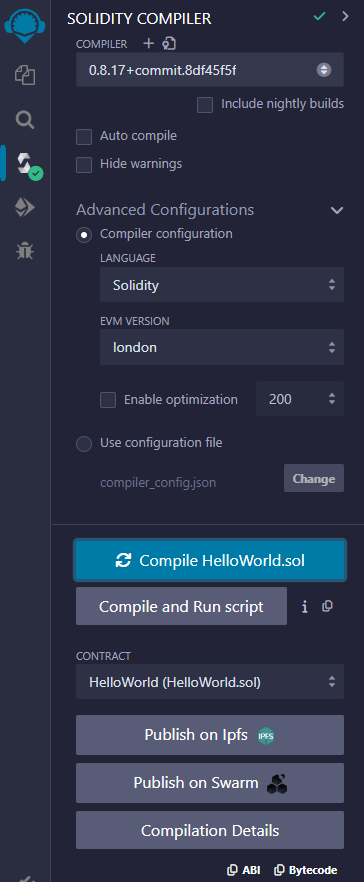 SOLIDITY COMPILER
COMPILER
0.8.17+commit.8df45f5f
Include nightly builds
Auto compile
Hide warnings
Advanced Configurations
Compiler configuration
LANGUAGE
Solidity
EVM VERSION
london
Enable optimization 200
Use configuration file
compiler_config.json Change
Compile HelloWorld.sol
Compile and Run script
CONTRACT
HelloWorld (HelloWorld.sol)
Publish on Ipfs IPFS
Publish on Swarm
Compilation Details
ABI Bytecode